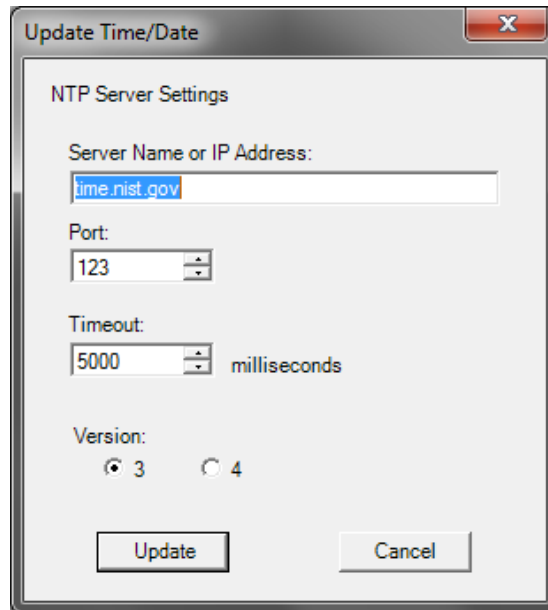 Update Time/Date
NTP Server Settings
Server Name or IP Address:
time.nist.gov
Port:
123
Timeout:
5000 milliseconds
Version:
3 4
Update Cancel